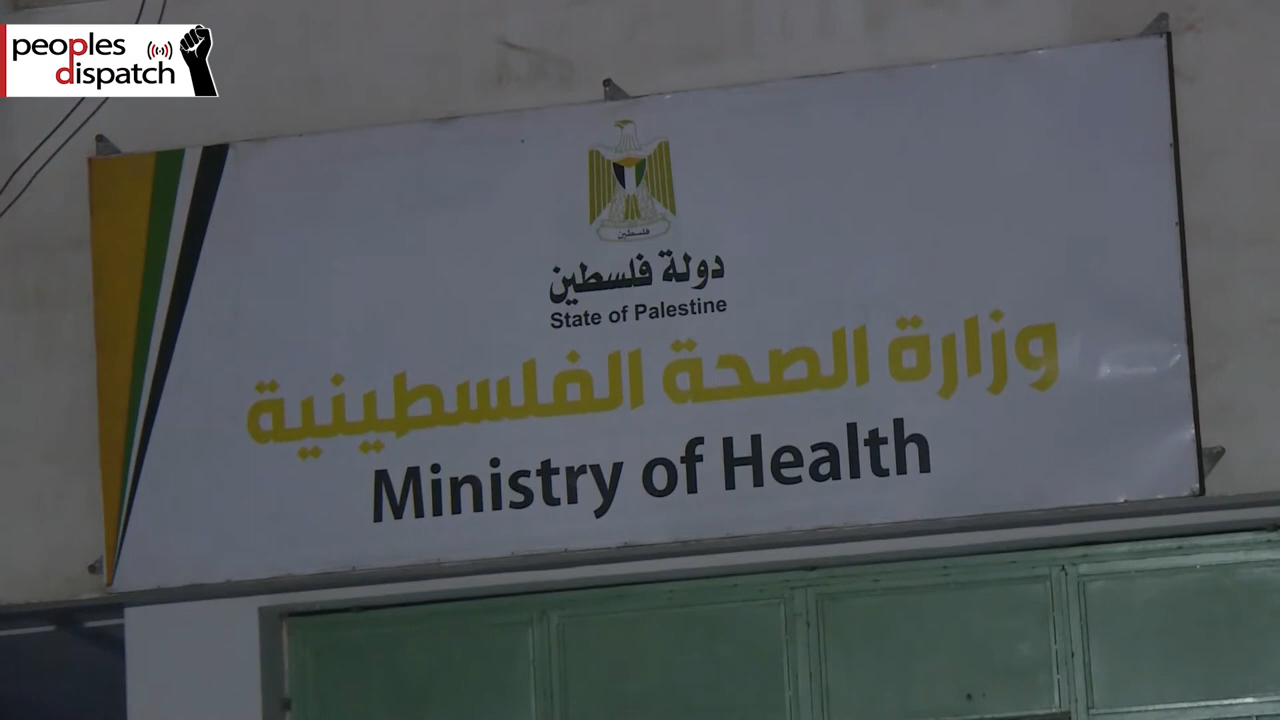 peoples
dispatch
فلسطين
دولة فلسطين
State of Palestine
وزارة الصحة الفلسطينية
Ministry of Health